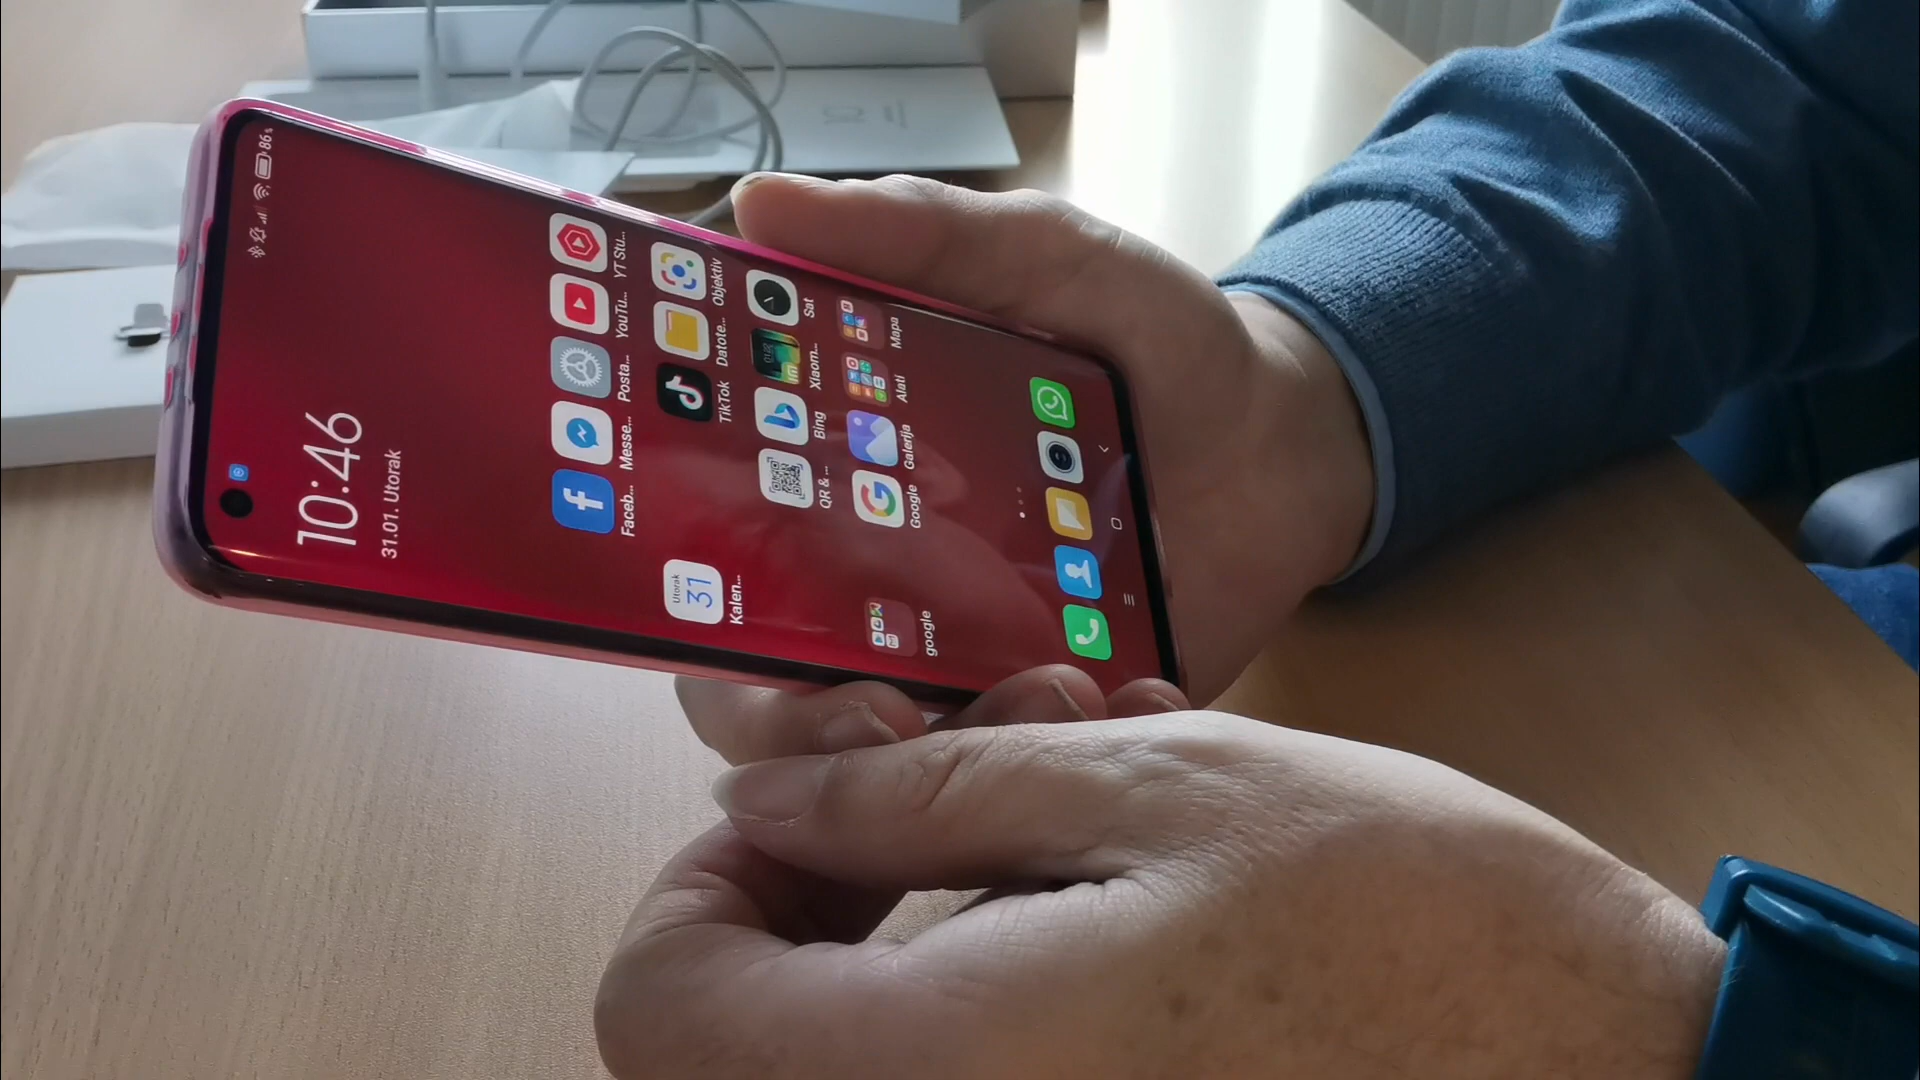 86%
10:46
31.01. Utorak
Faceb... Messe... Posta... YouTu... YT Stu...
Utorak
31
Kalen... TikTok Datote... Objektiv
QR & ... Bing Xiaom... Sat
google Google Galerija Alati Mapa